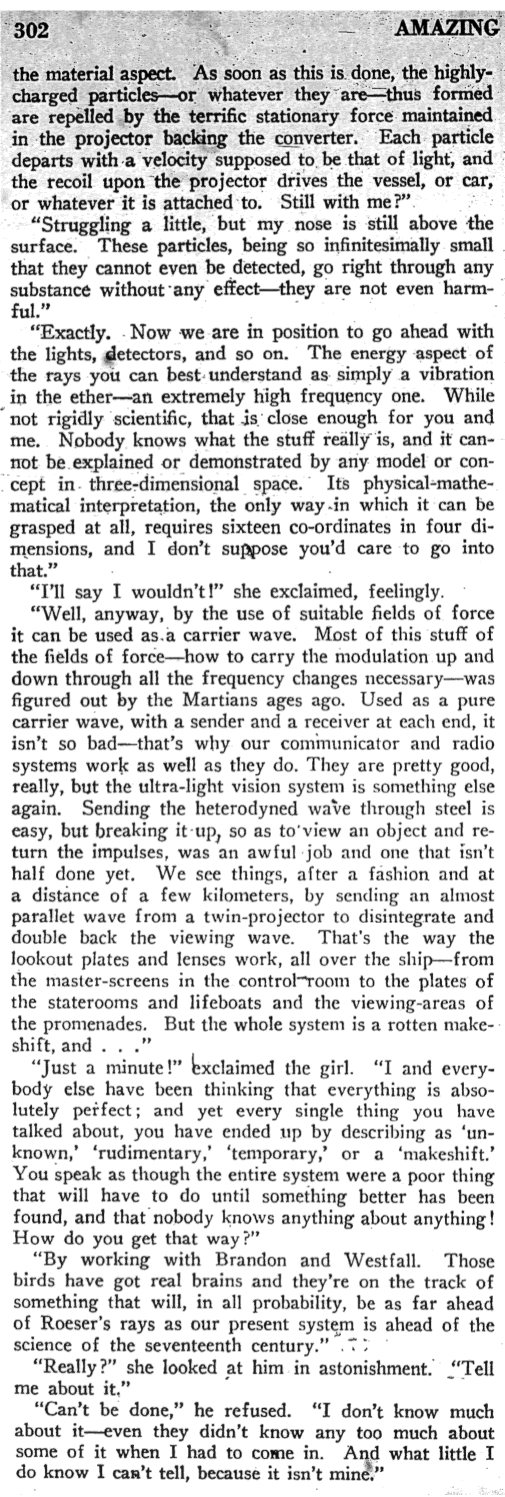 302
AMAZING
the material aspect. As soon as this is done, the highly-
charged particles—or whatever they are—thus formed
are repelled by the terrific stationary force maintained
in the projector backing the converter. Each particle
departs with a velocity supposed to be that of light, and
the recoil upon the projector drives the vessel, or car,
or whatever it is attached to. Still with me?"
"Struggling a little, but my nose is still above the
surface. These particles, being so infinitesimally small
that they cannot even be detected, go right through any
substance without any effect—they are not even harm-
ful."
"Exactly. Now we are in position to go ahead with
the lights, detectors, and so on. The energy aspect of
the rays you can best understand as simply a vibration
in the ether—an extremely high frequency one. While
not rigidly scientific, that is close enough for you and
me. Nobody knows what the stuff really is, and it can-
not be explained or demonstrated by any model or con-
cept in three-dimensional space. Its physical-mathe-
matical interpretation, the only way in which it can be
grasped at all, requires sixteen co-ordinates in four di-
mensions, and I don't suppose you'd care to go into
that."
"I'll say I wouldn't!" she exclaimed, feelingly.
"Well, anyway, by the use of suitable fields of force
it can be used as a carrier wave. Most of this stuff of
the fields of force—how to carry the modulation up and
down through all the frequency changes necessary—was
figured out by the Martians ages ago. Used as a pure
carrier wave, with a sender and a receiver at each end, it
isn't so bad—that's why our communicator and radio
systems work as well as they do. They are pretty good,
really, but the ultra-light vision system is something else
again. Sending the heterodyned wave through steel is
easy, but breaking it up, so as to view an object and re-
turn the impulses, was an awful job and one that isn't
half done yet. We see things, after a fashion and at
a distance of a few kilometers, by sending an almost
parallet wave from a twin-projector to disintegrate and
double back the viewing wave. That's the way the
lookout plates and lenses work, all over the ship—from
the master-screens in the control-room to the plates of
the staterooms and lifeboats and the viewing-areas of
the promenades. But the whole system is a rotten make-
shift, and . . ."
"Just a minute!" exclaimed the girl. "I and every-
body else have been thinking that everything is abso-
lutely perfect; and yet every single thing you have
talked about, you have ended up by describing as 'un-
known,' 'rudimentary,' 'temporary,' or a 'makeshift.'
You speak as though the entire system were a poor thing
that will have to do until something better has been
found, and that nobody knows anything about anything!
How do you get that way?"
"By working with Brandon and Westfall. Those
birds have got real brains and they're on the track of
something that will, in all probability, be as far ahead
of Roeser's rays as our present system is ahead of the
science of the seventeenth century."
"Really?" she looked at him in astonishment. "Tell
me about it."
"Can't be done," he refused. "I don't know much
about it—even they didn't know any too much about
some of it when I had to come in. And what little I
do know I can't tell, because it isn't mine."